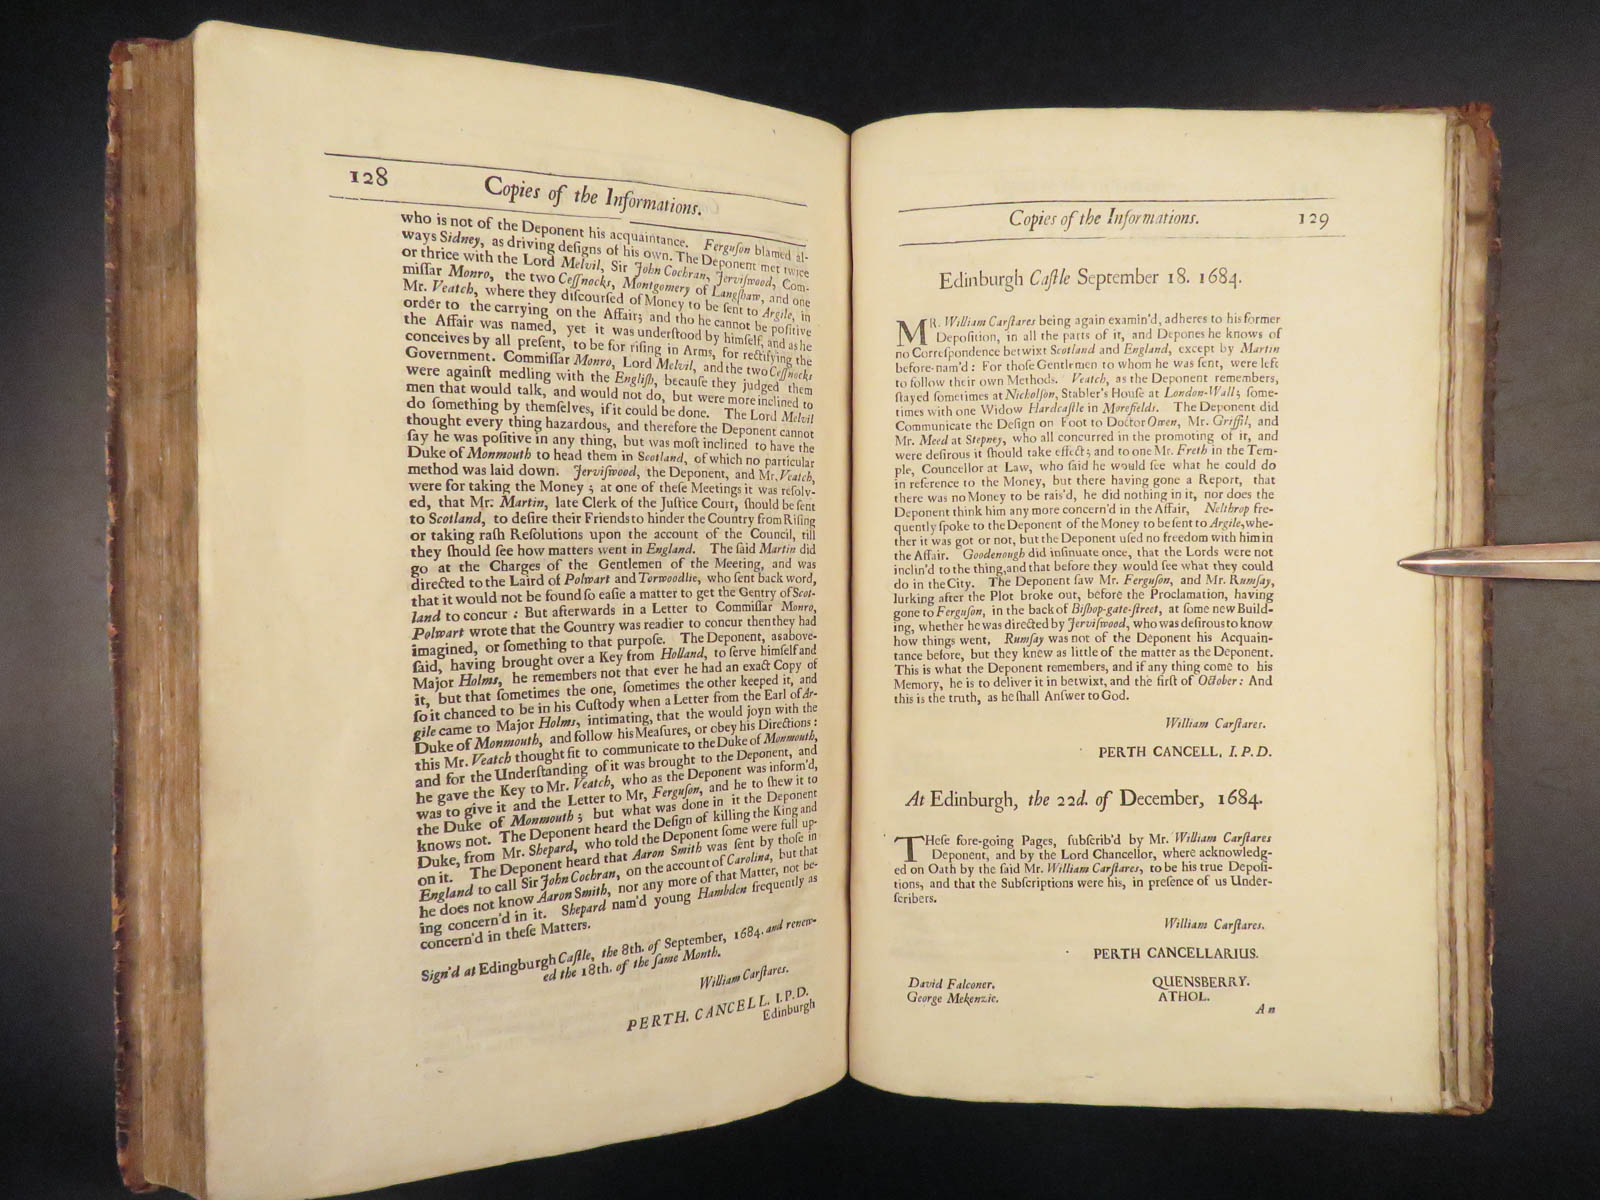 128
Copies of the Informations.
who is not of the Deponent his acquaintance. Ferguſon blamed al-
ways Sidney, as driving deſigns of his own. The Deponent met twice
or thrice with the Lord Melvil, Sir John Cochran, Jerviſwood, Com-
miſſar Monro, the two Ceſſnocks, Montgomery of Langſhaw, and one
Mr. Veatch, where they diſcourſed of Money to be ſent to Argile, in
order to the carrying on the Affair; and tho he cannot be poſitive
the Affair was named, yet it was underſtood by himſelf, and as he
conceives by all preſent, to be for riſing in Arms, for rectifying the
Government. Commiſſar Monro, Lord Melvil, and the two Ceſſnocks
were againſt medling with the Engliſh, becauſe they judged them
men that would talk, and would not do, but were more inclined to
do ſomething by themſelves, if it could be done. The Lord Melvil
thought every thing hazardous, and therefore the Deponent cannot
ſay he was poſitive in any thing, but was moſt inclined to have the
Duke of Monmouth to head them in Scotland, of which no particular
method was laid down. Jerviſwood, the Deponent, and Mr. Veatch,
were for taking the Money; at one of theſe Meetings it was reſolv-
ed, that Mr. Martin, late Clerk of the Juſtice Court, ſhould be ſent
to Scotland, to deſire their Friends to hinder the Country from Riſing
or taking raſh Reſolutions upon the account of the Council, till
they ſhould ſee how matters went in England. The ſaid Martin did
go at the Charges of the Gentlemen of the Meeting, and was
directed to the Laird of Polwart and Torwoodlie, who ſent back word,
that it would not be found ſo eaſie a matter to get the Gentry of Scot-
land to concur: But afterwards in a Letter to Commiſſar Monro,
Polwart wrote that the Country was readier to concur then they had
imagined, or ſomething to that purpoſe. The Deponent, as above-
ſaid, having brought over a Key from Holland, to ſerve himſelf and
Major Holms, he remembers not that ever he had an exact Copy of
it, but that ſometimes the one, ſometimes the other keeped it, and
ſo it chanced to be in his Cuſtody when a Letter from the Earl of Ar-
gile came to Major Holms, intimating, that the would joyn with the
Duke of Monmouth, and follow his Meaſures, or obey his Directions:
this Mr. Veatch thought fit to communicate to the Duke of Monmouth,
and for the Underſtanding of it was brought to the Deponent, and
he gave the Key to Mr. Veatch, who as the Deponent was inform'd,
was to give it and the Letter to Mr, Ferguſon, and he to ſhew it to
the Duke of Monmouth; but what was done in it the Deponent
knows not. The Deponent heard the Deſign of killing the King and
Duke, from Mr. Shepard, who told the Deponent ſome were full up-
on it. The Deponent heard that Aaron Smith was ſent by thoſe in
England to call Sir John Cochran, on the account of Carolina, but that
he does not know Aaron Smith, nor any more of that Matter, not be-
ing concern'd in it. Shepard nam'd young Hambden frequently as
concern'd in theſe Matters.
Sign'd at Edingburgh Caſtle, the 8th. of September, 1684. and renew-
ed the 18th. of the ſame Month.
William Carſtares.
PERTH. CANCELL. I.P.D.
Edinburgh
Copies of the Informations.
129
Edinburgh Caſtle September 18. 1684.
MR. William Carſtares being again examin'd, adheres to his former
Depoſition, in all the parts of it, and Depones he knows of
no Correſpondence betwixt Scotland and England, except by Martin
before-nam'd: For thoſe Gentlemen to whom he was ſent, were left
to follow their own Methods. Veatch, as the Deponent remembers,
ſtayed ſometimes at Nicholſon, Stabler's Houſe at London-Wall; ſome-
times with one Widow Hardcaſtle in Morefields. The Deponent did
Communicate the Deſign on Foot to Doctor Owen, Mr. Griffil, and
Mr. Meed at Stepney, who all concurred in the promoting of it, and
were deſirous it ſhould take effect; and to one Mr. Freth in the Tem-
ple, Councellor at Law, who ſaid he would ſee what he could do
in reference to the Money, but there having gone a Report, that
there was no Money to be rais'd, he did nothing in it, nor does the
Deponent think him any more concern'd in the Affair, Nelthrop fre-
quently ſpoke to the Deponent of the Money to be ſent to Argile, whe-
ther it was got or not, but the Deponent uſed no freedom with him in
the Affair. Goodenough did inſinuate once, that the Lords were not
inclin'd to the thing, and that before they would ſee what they could
do in the City. The Deponent ſaw Mr. Ferguſon, and Mr. Rumſay,
lurking after the Plot broke out, before the Proclamation, having
gone to Ferguſon, in the back of Biſhop-gate-ſtreet, at ſome new Build-
ing, whether he was directed by Jerviſwood, who was deſirous to know
how things went, Rumſay was not of the Deponent his Acquain-
tance before, but they knew as little of the matter as the Deponent.
This is what the Deponent remembers, and if any thing come to his
Memory, he is to deliver it in betwixt, and the firſt of October: And
this is the truth, as he ſhall Anſwer to God.
William Carſtares.
PERTH CANCELL, I.P.D.
At Edinburgh, the 22d. of December, 1684.
THeſe fore-going Pages, ſubſcrib'd by Mr. William Carſtares
Deponent, and by the Lord Chancellor, where acknowledg-
ed on Oath by the ſaid Mr. William Carſtares, to be his true Depoſi-
tions, and that the Subſcriptions were his, in preſence of us Under-
ſcribers.
William Carſtares.
PERTH CANCELLARIUS.
David Falconer.
George Mekenzie.
QUENSBERRY.
ATHOL.
An